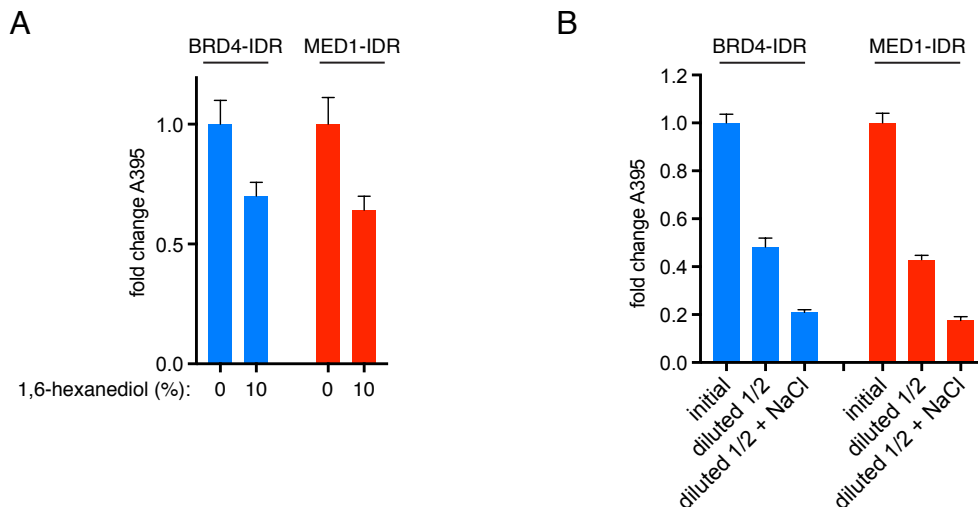 A
BRD4-IDR MED1-IDR
fold change A395
1.0
0.5
0.0
1,6-hexanediol (%): 0 10 0 10
B
BRD4-IDR MED1-IDR
fold change A395
1.2
1.0
0.8
0.6
0.4
0.2
0.0
initial
diluted 1/2
diluted 1/2 + NaCl
initial
diluted 1/2
diluted 1/2 + NaCl